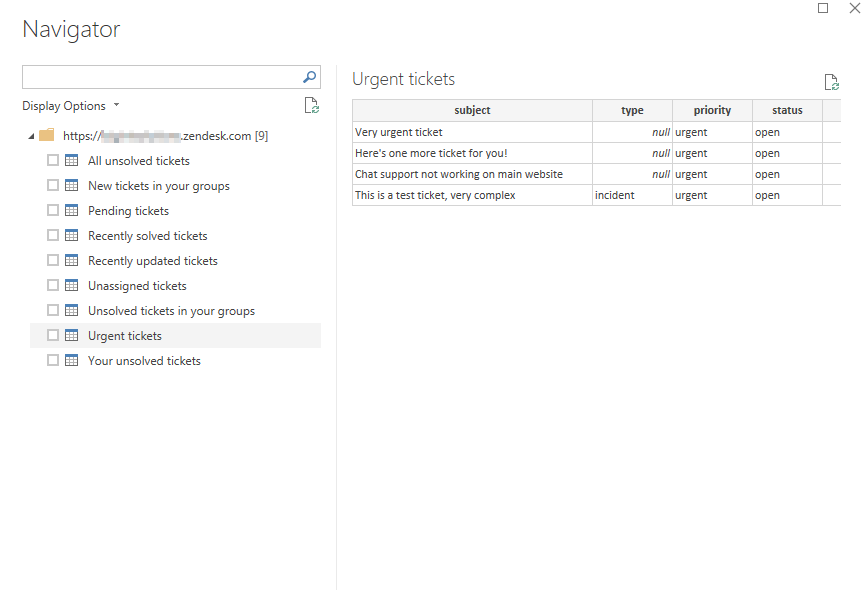 Navigator
Display Options
https://.zendesk.com [9]
All unsolved tickets
New tickets in your groups
Pending tickets
Recently solved tickets
Recently updated tickets
Unassigned tickets
Unsolved tickets in your groups
Urgent tickets
Your unsolved tickets
Urgent tickets
subject type priority status
Very urgent ticket null urgent open
Here's one more ticket for you! null urgent open
Chat support not working on main website null urgent open
This is a test ticket, very complex incident urgent open